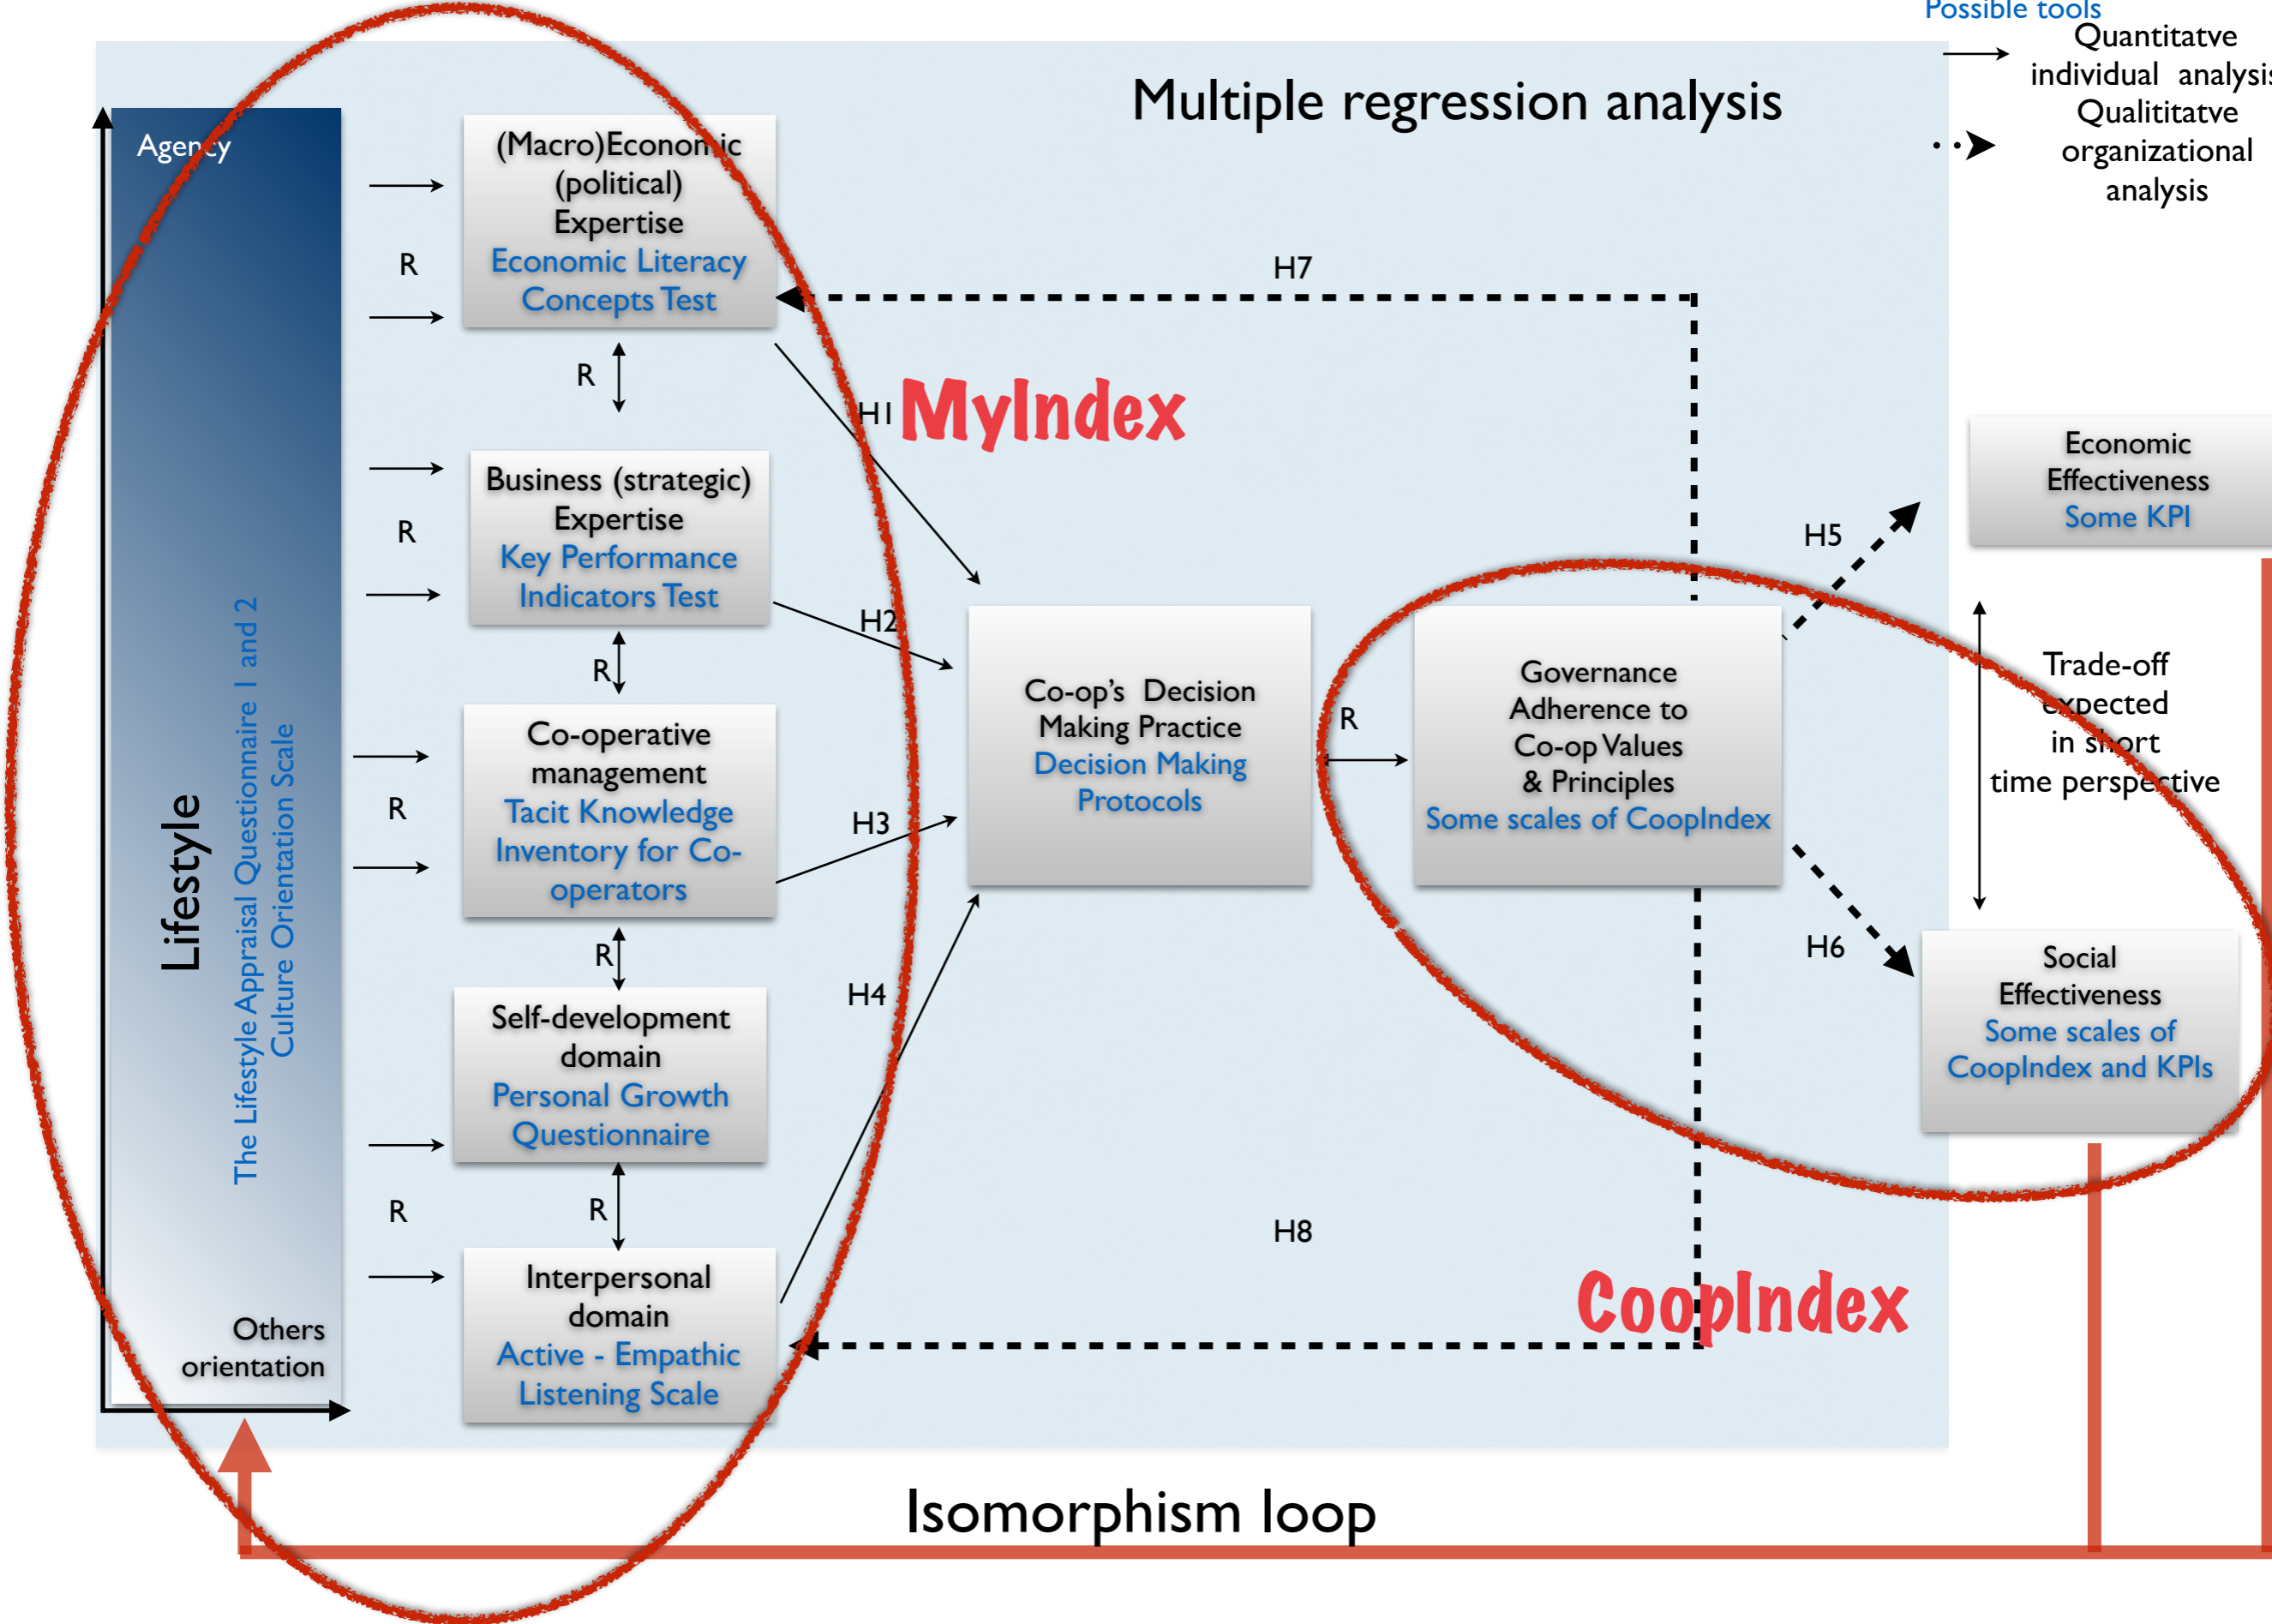 Possible tools
Quantitatve
individual analysis
Qualititatve
organizational
analysis
Multiple regression analysis
Agency
Lifestyle
The Lifestyle Appraisal Questionnaire 1 and 2
Culture Orientation Scale
Others
orientation
R
R
R
R
(Macro)Economic
(political)
Expertise
Economic Literacy
Concepts Test
R
Business (strategic)
Expertise
Key Performance
Indicators Test
R
Co-operative
management
Tacit Knowledge
Inventory for Co-
operators
R
Self-development
domain
Personal Growth
Questionnaire
R
Interpersonal
domain
Active - Empathic
Listening Scale
H7
H1
MyIndex
H2
H3
H4
Co-op's Decision
Making Practice
Decision Making
Protocols
R
Governance
Adherence to
Co-op Values
& Principles
Some scales of CoopIndex
H5
H6
Economic
Effectiveness
Some KPI
Trade-off
expected
in short
time perspective
Social
Effectiveness
Some scales of
CoopIndex and KPIs
H8
CoopIndex
Isomorphism loop